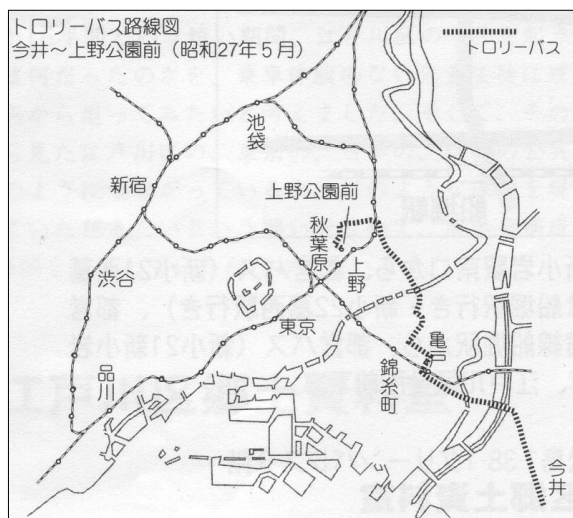 トロリーバス路線図
今井～上野公園前（昭和27年5月）
トロリーバス
池袋
新宿
上野公園前
秋葉原
上野
渋谷
東京
亀戸
品川
錦糸町
今井